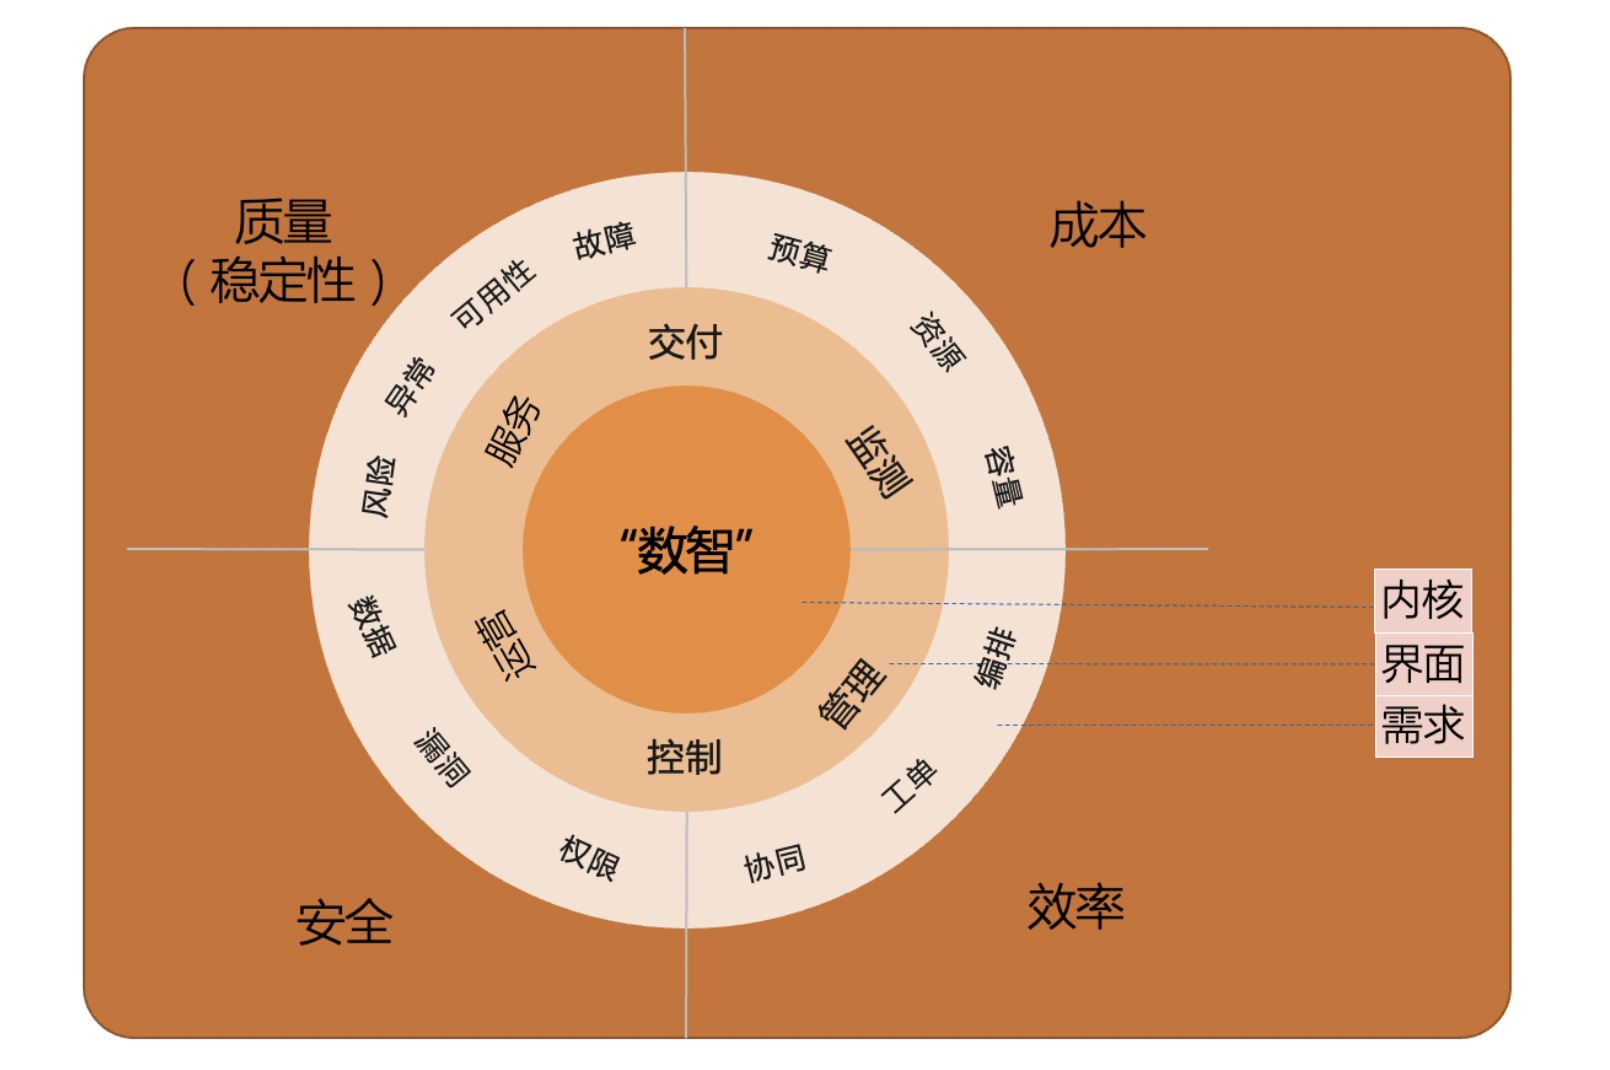 质量
（稳定性）
成本
故障
可用性
异常
风险
预算
资源
容量
交付
服务
监测
“数智”
运营
管理
控制
数据
漏洞
权限
编排
工单
协同
内核
界面
需求
安全
效率